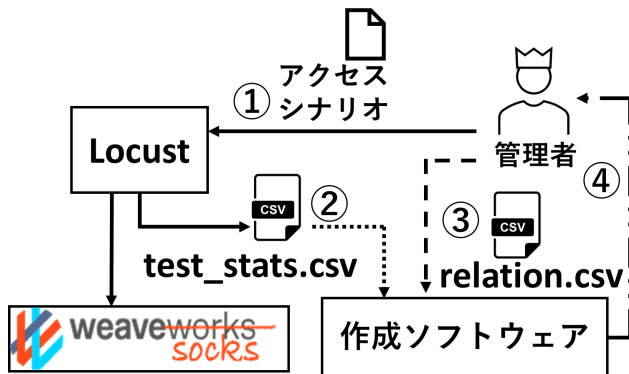 アクセス
① シナリオ
Locust
管理者
④
CSV
②
③
CSV
test_stats.csv
relation.csv
weaveworks
socks
作成ソフトウェア